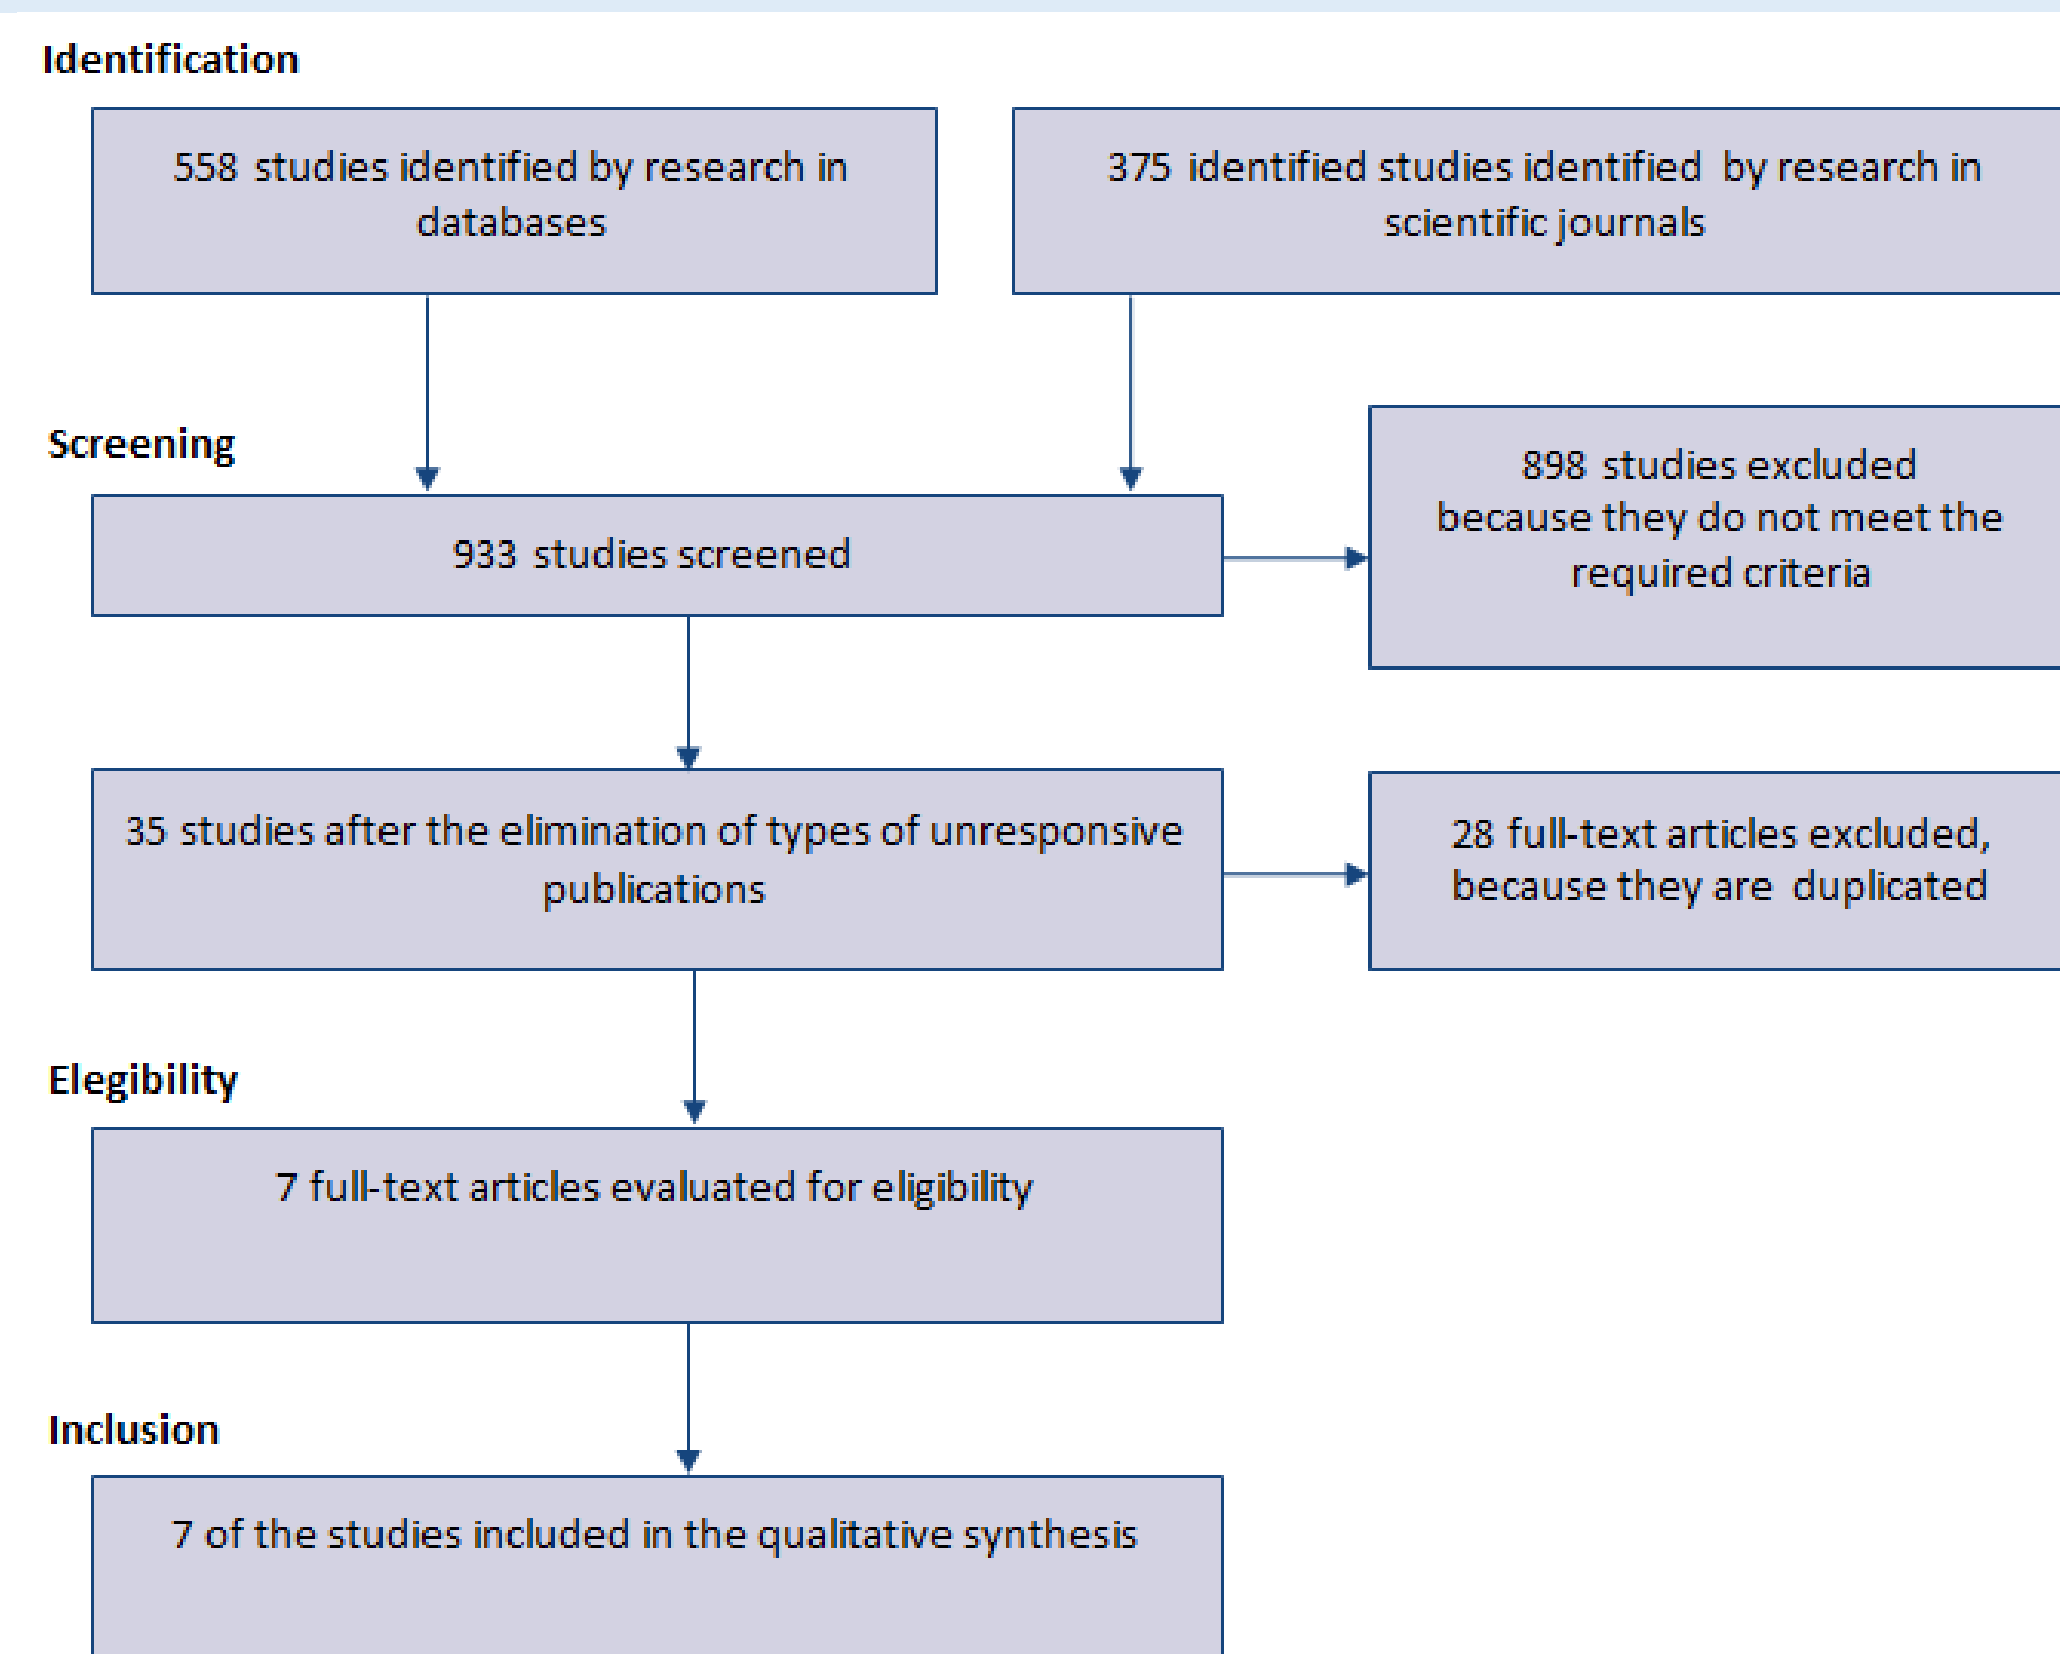 Identification
558 studies identified by research in
databases
375 identified studies identified by research in
scientific journals
Screening
933 studies screened
898 studies excluded
because they do not meet the
required criteria
35 studies after the elimination of types of unresponsive
publications
28 full-text articles excluded,
because they are duplicated
Elegibility
7 full-text articles evaluated for eligibility
Inclusion
7 of the studies included in the qualitative synthesis